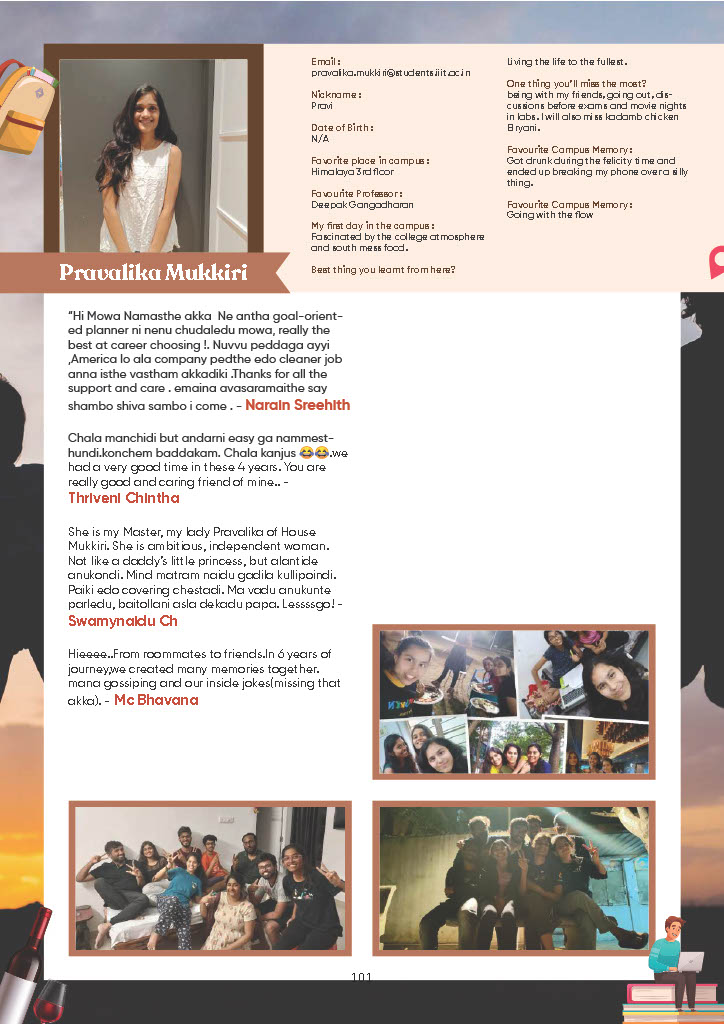 Pravalika Mukkiri
Email :
pravalika.mukkiri@students.iiit.ac.in
Nickname :
Pravi
Date of Birth :
N/A
Favorite place in campus :
Himalaya 3rd floor
Favourite Professor :
Deepak Gangadharan
My first day in the campus :
Fascinated by the college atmosphere
and south mess food.
Best thing you learnt from here?
Living the life to the fullest.
One thing you'll miss the most?
being with my friends, going out, dis-
cussions before exams and movie nights
in labs. I will also miss kadamb chicken
Biryani.
Favourite Campus Memory :
Got drunk during the felicity time and
ended up breaking my phone over a silly
thing.
Favourite Campus Memory :
Going with the flow
“Hi Mowa Namasthe akka Ne antha goal-orient-
ed planner ni nenu chudaledu mowa, really the
best at career choosing !. Nuvvu peddaga ayyi
,America lo ala company pedthe edo cleaner job
anna isthe vastham akkadiki .Thanks for all the
support and care . emaina avasaramaithe say
shambo shiva sambo i come . – Narain Sreehith
Chala manchidi but andarni easy ga nammest-
hundi.konchem baddakam. Chala kanjus 😂😂.we
had a very good time in these 4 years. You are
really good and caring friend of mine.. –
Thriveni Chintha
She is my Master, my lady Pravalika of House
Mukkiri. She is ambitious, independent woman.
Not like a daddy's little princess, but alantide
anukondi. Mind matram naidu gadila kullipoindi.
Paiki edo covering chestadi. Ma vadu anukunte
parledu, baitallani asla dekadu papa. Lessssgo! –
Swamynaidu Ch
Hieeee..From roommates to friends.In 6 years of
journey,we created many memories together.
mana gossiping and our inside jokes(missing that
akka). – Mc Bhavana
101